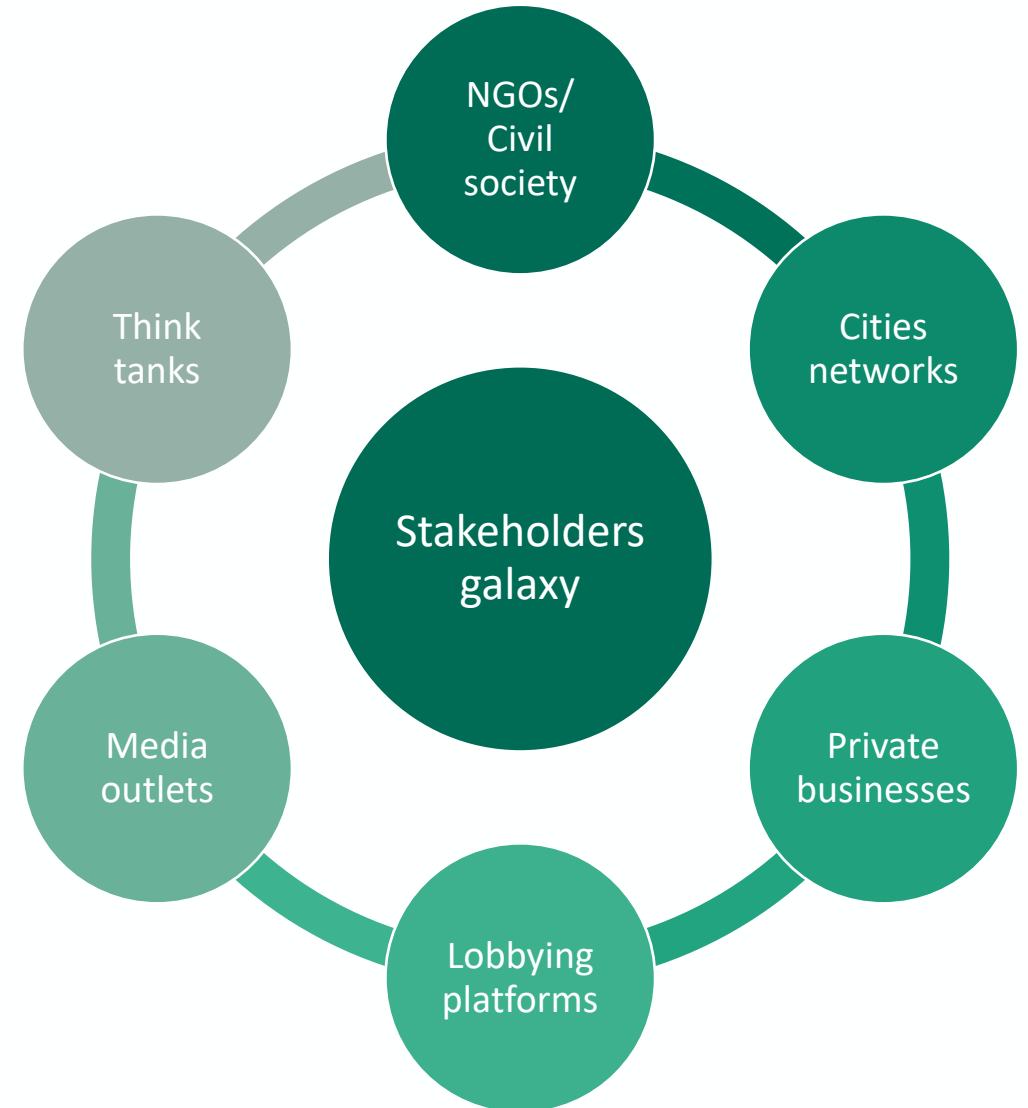 NGOs/
Civil
society
Think
tanks
Cities
networks
Stakeholders
galaxy
Media
outlets
Private
businesses
Lobbying
platforms